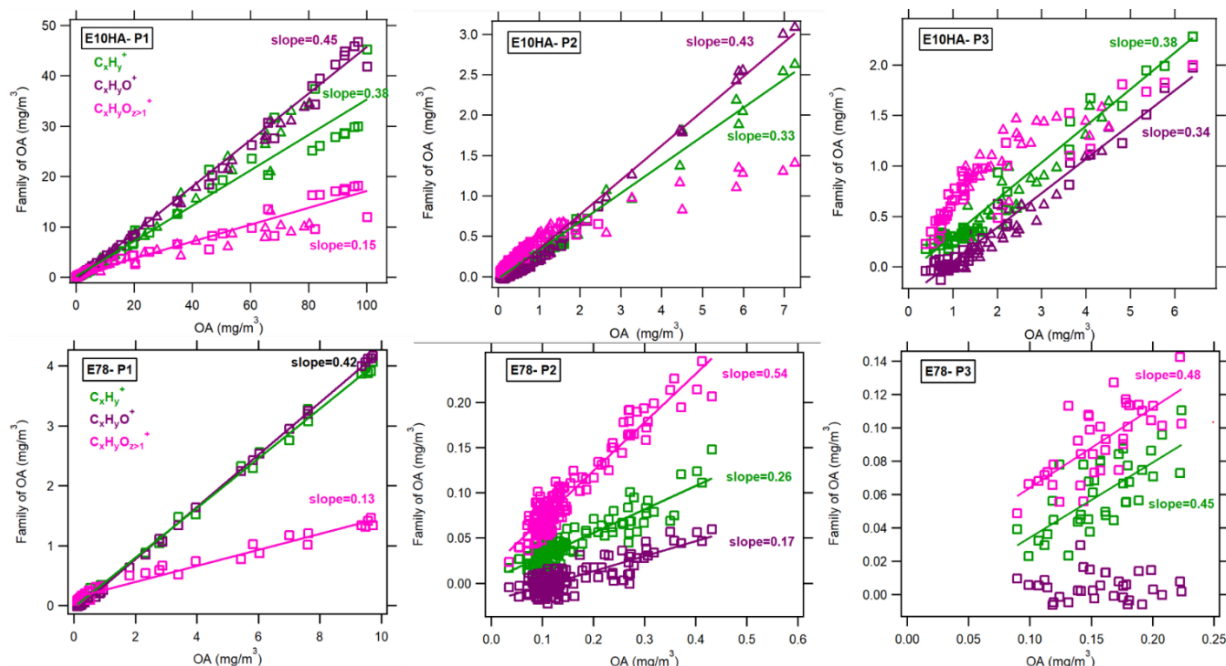 E10HA- P1
CxHy+
CxHyO+
CxHyOz>1+
slope=0.45
slope=0.38
slope=0.15
Family of OA (mg/m3)
50
40
30
20
10
0
0 20 40 60 80 100
OA (mg/m3)
E10HA- P2
slope=0.43
slope=0.33
Family of OA (mg/m3)
3.0
2.5
2.0
1.5
1.0
0.5
0.0
0 1 2 3 4 5 6 7
OA (mg/m3)
E10HA- P3
slope=0.38
slope=0.34
Family of OA (mg/m3)
2.0
1.5
1.0
0.5
0.0
0 1 2 3 4 5 6
OA (mg/m3)
E78- P1
CxHy+
CxHyO+
CxHyOz>1+
slope=0.42
slope=0.13
Family of OA (mg/m3)
4
3
2
1
0
0 2 4 6 8 10
OA (mg/m3)
E78- P2
slope=0.54
slope=0.26
slope=0.17
Family of OA (mg/m3)
0.20
0.15
0.10
0.05
0.00
0.0 0.1 0.2 0.3 0.4 0.5 0.6
OA (mg/m3)
E78- P3
slope=0.48
slope=0.45
Family of OA (mg/m3)
0.14
0.12
0.10
0.08
0.06
0.04
0.02
0.00
0.00 0.05 0.10 0.15 0.20 0.25
OA (mg/m3)